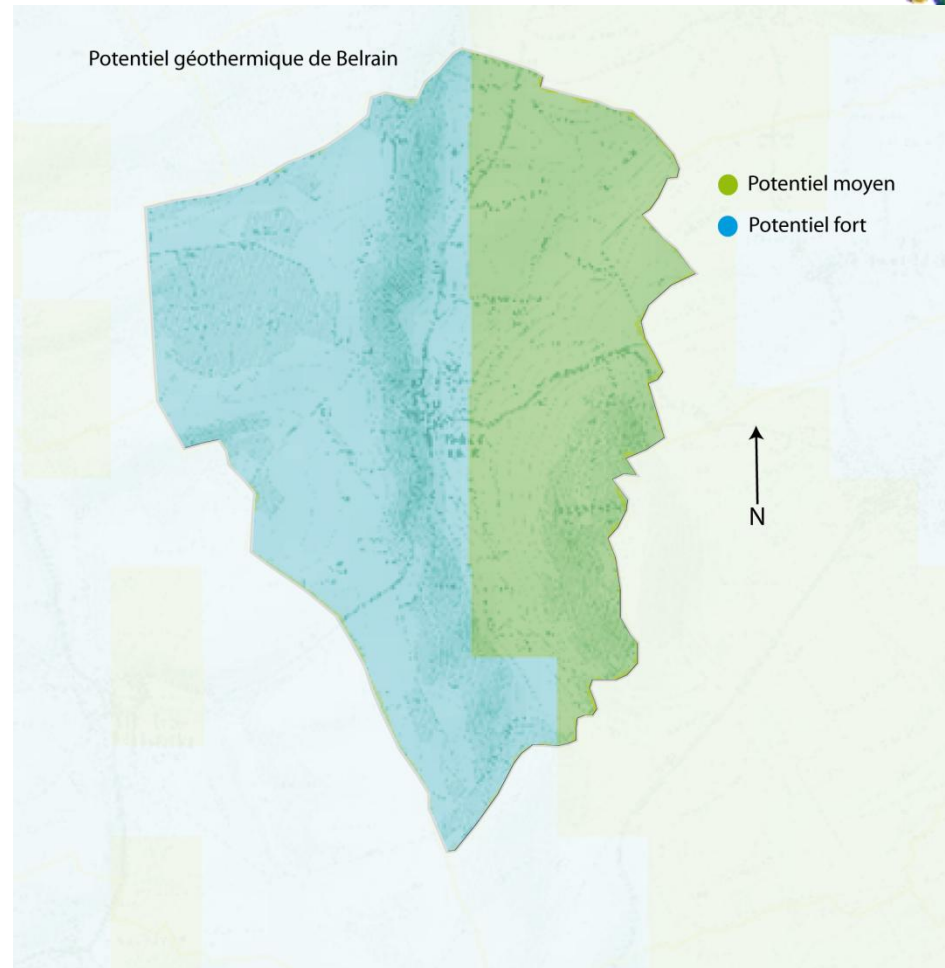 Potentiel géothermique de Belrain
Potentiel moyen
Potentiel fort
N